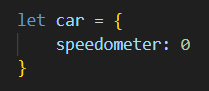 let car = {
    speedometer: 0
}